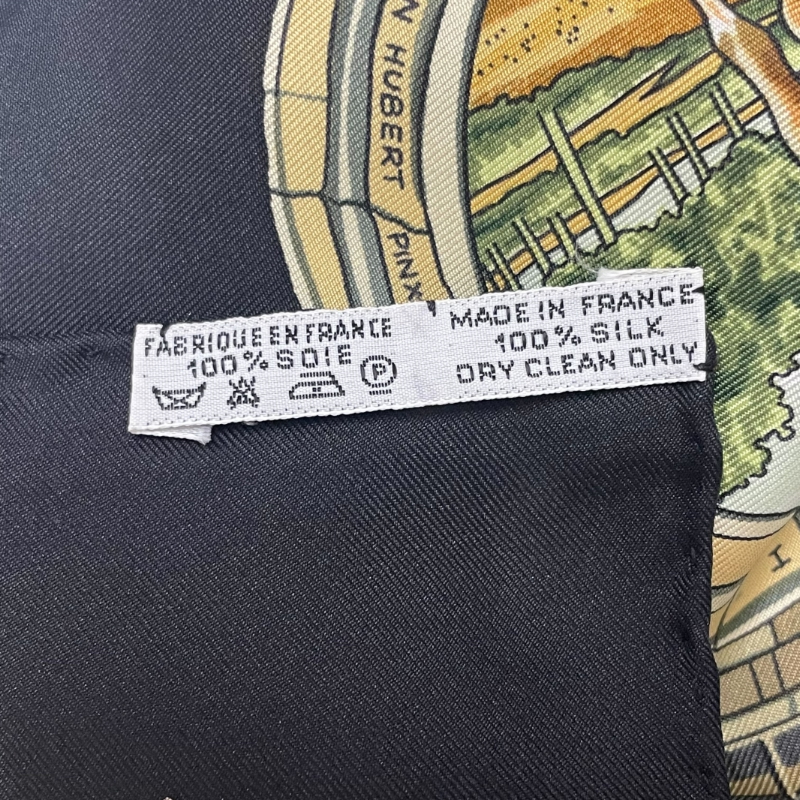 N HUBERT PINX
FABRIQUE EN FRANCE
100% SOIE
P
MADE IN FRANCE
100% SILK
DRY CLEAN ONLY
I